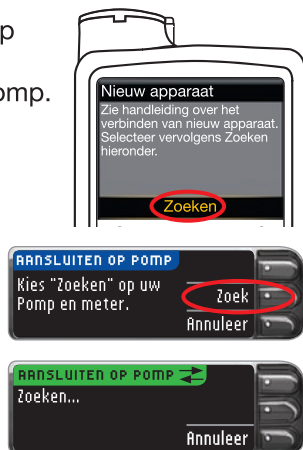 p
omp.
Nieuw apparaat
Zie handleiding over het
verbinden van nieuw apparaat.
Selecteer vervolgens Zoeken
hieronder.
Zoeken
AANSLUITEN OP POMP
Kies "Zoeken" op uw
Pomp en meter.
Zoek
Annuleer
AANSLUITEN OP POMP
Zoeken...
Annuleer